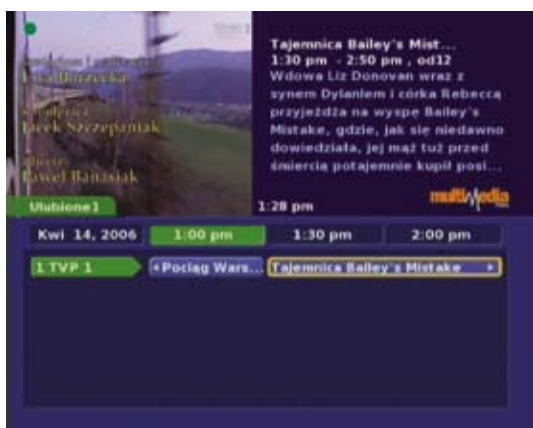 Ewa Borzęcka
Jacek Szczepaniak
Paweł Banasiak
Ulubione1
Tajemnica Bailey's Mist...
1:30 pm - 2:50 pm , od12
Wdowa Liz Donovan wraz z
synem Dylaniem i córka Rebeccą
przyjeżdża na wyspę Bailey's
Mistake, gdzie, jak się niedawno
dowiedziała, jej mąż tuż przed
śmiercią potajemnie kupił posi...
1:28 pm
multimedia
Kwi 14, 2006
1:00 pm
1:30 pm
2:00 pm
1 TVP 1
Pociąg Wars...
Tajemnica Bailey's Mistake